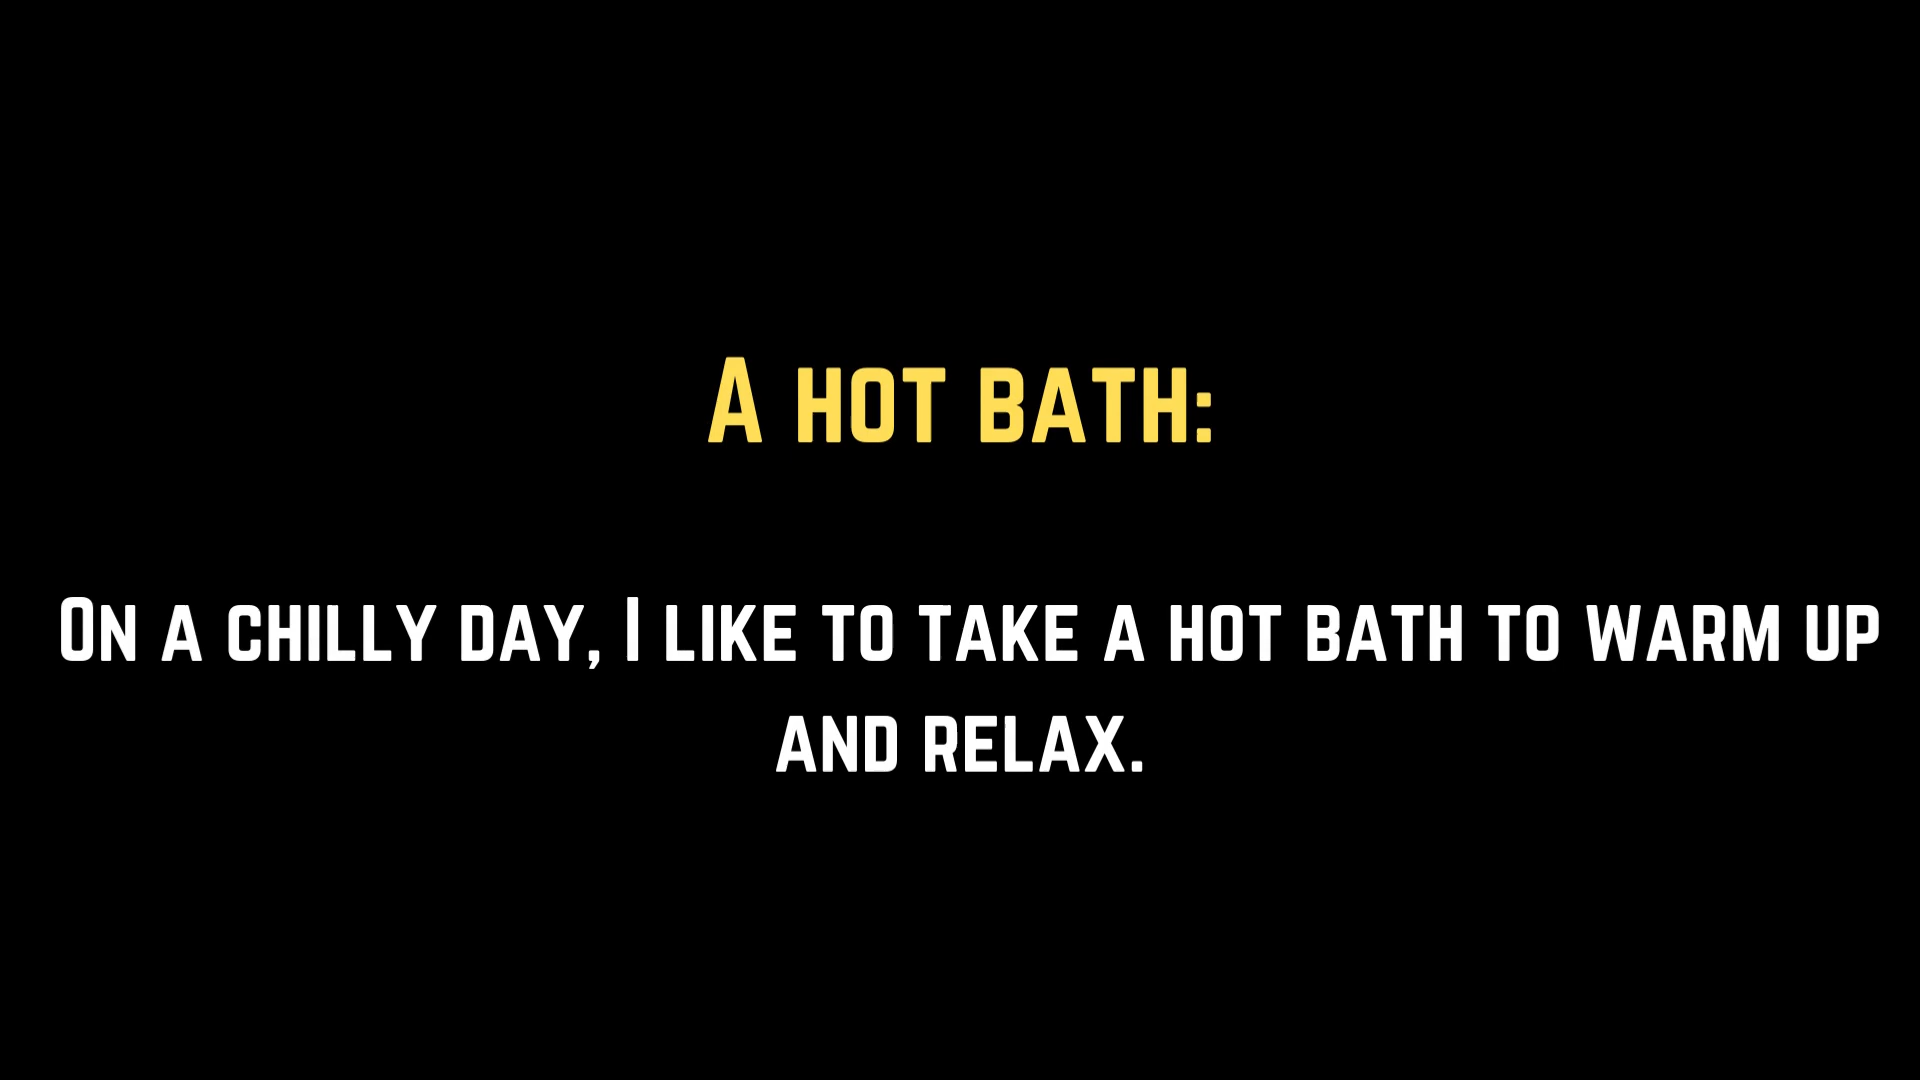 A hot bath:
On a chilly day, I like to take a hot bath to warm up
and relax.